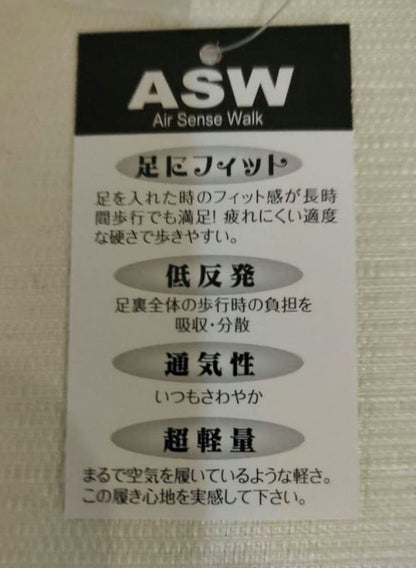 ASW
Air Sense Walk
足にフィット
足を入れた時のフィット感が長時
間歩行でも満足!疲れにくい適度
な硬さで歩きやすい。
低反発
足裏全体の歩行時の負担を
吸収・分散
通気性
いつもさわやか
超軽量
まるで空気を履いているような軽さ。
この履き心地を実感して下さい。